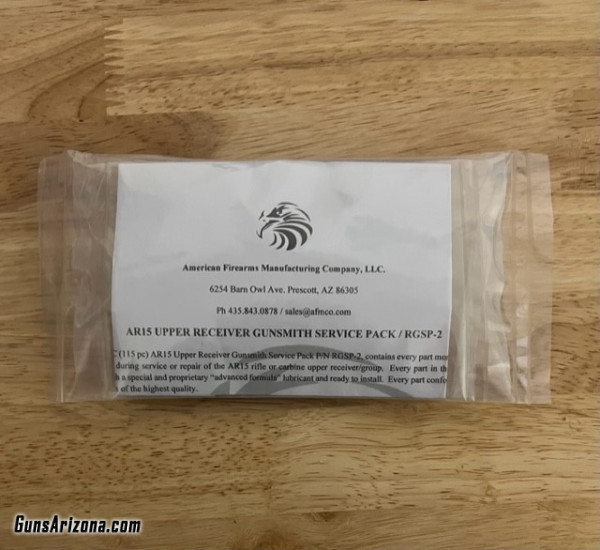 American Firearms Manufacturing Company, LLC.
6254 Barn Owl Ave. Prescott, AZ 86305
Ph 435.843.0878 / sales@afmco.com
AR15 UPPER RECEIVER GUNSMITH SERVICE PACK / RGSP-2
(115 pc) AR15 Upper Receiver Gunsmith Service Pack P/N RGSP-2, contains every part
during service or repair of the AR15 rifle or carbine upper receiver/group. Every part in
a special and proprietary "advanced formula" lubricant and ready to install. Every part
of the highest quality.
GunsArizona.com